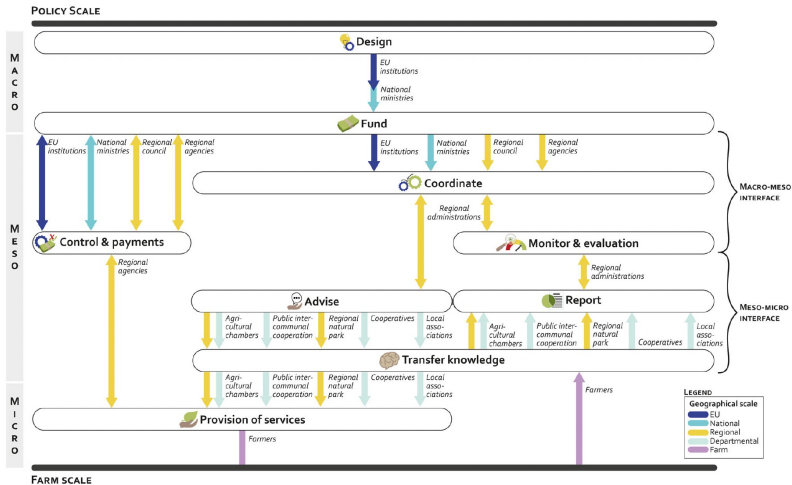 POLICY SCALE
MACRO
Design
EU
institutions
National
ministries
Fund
EU
institutions
National
ministries
Regional
council
Regional
agencies
EU
institutions
National
ministries
Regional
council
Regional
agencies
MESO
Coordinate
MACRO-MESO
INTERFACE
Regional
administrations
Control & payments
Monitor & evaluation
Regional
agencies
Regional
administrations
Advise
Report
MESO-MICRO
INTERFACE
Agri-
cultural
chambers
Public inter-
communal
cooperation
Regional
natural
park
Cooperatives
Local
asso-
ciations
Agri-
cultural
chambers
Public inter-
communal
cooperation
Regional
natural
park
Cooperatives
Local
asso-
ciations
Transfer knowledge
Agri-
cultural
chambers
Public inter-
communal
cooperation
Regional
natural
park
Cooperatives
Local
asso-
ciations
Farmers
MICRO
Provision of services
Farmers
LEGEND
Geographical scale
EU
National
Regional
Departmental
Farm
FARM SCALE